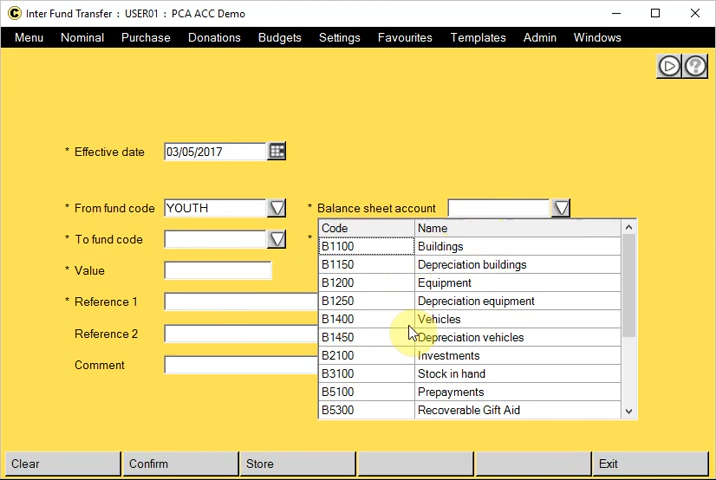 Inter Fund Transfer : USER01 : PCA ACC Demo
Menu Nominal Purchase Donations Budgets Settings Favourites Templates Admin Windows
* Effective date 03/05/2017
* From fund code YOUTH * Balance sheet account
* To fund code *
* Value
* Reference 1
Reference 2
Comment
Code Name
B1100 Buildings
B1150 Depreciation buildings
B1200 Equipment
B1250 Depreciation equipment
B1400 Vehicles
B1450 Depreciation vehicles
B2100 Investments
B3100 Stock in hand
B5100 Prepayments
B5300 Recoverable Gift Aid
Clear Confirm Store Exit